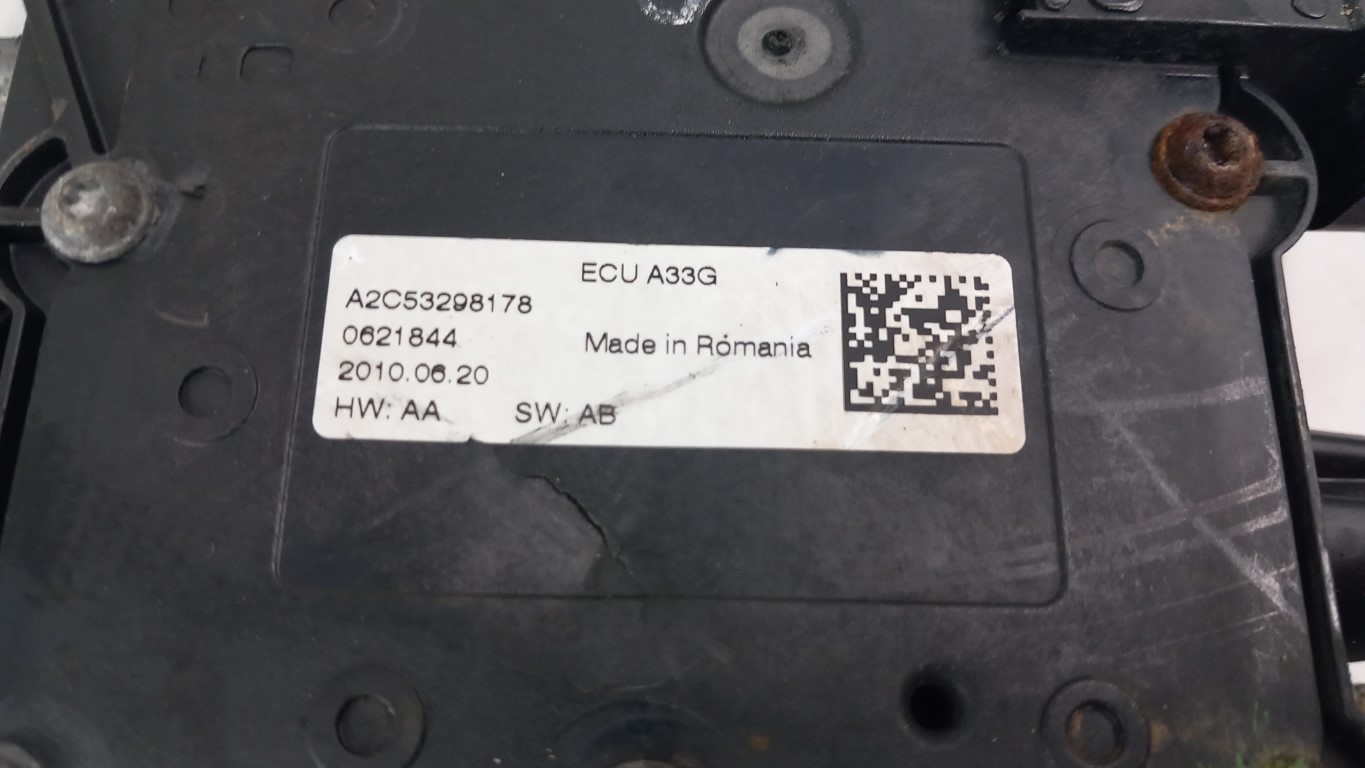 ECU A33G
A2C53298178
0621844
Made in Romania
2010.06.20
HW: AA SW: AB